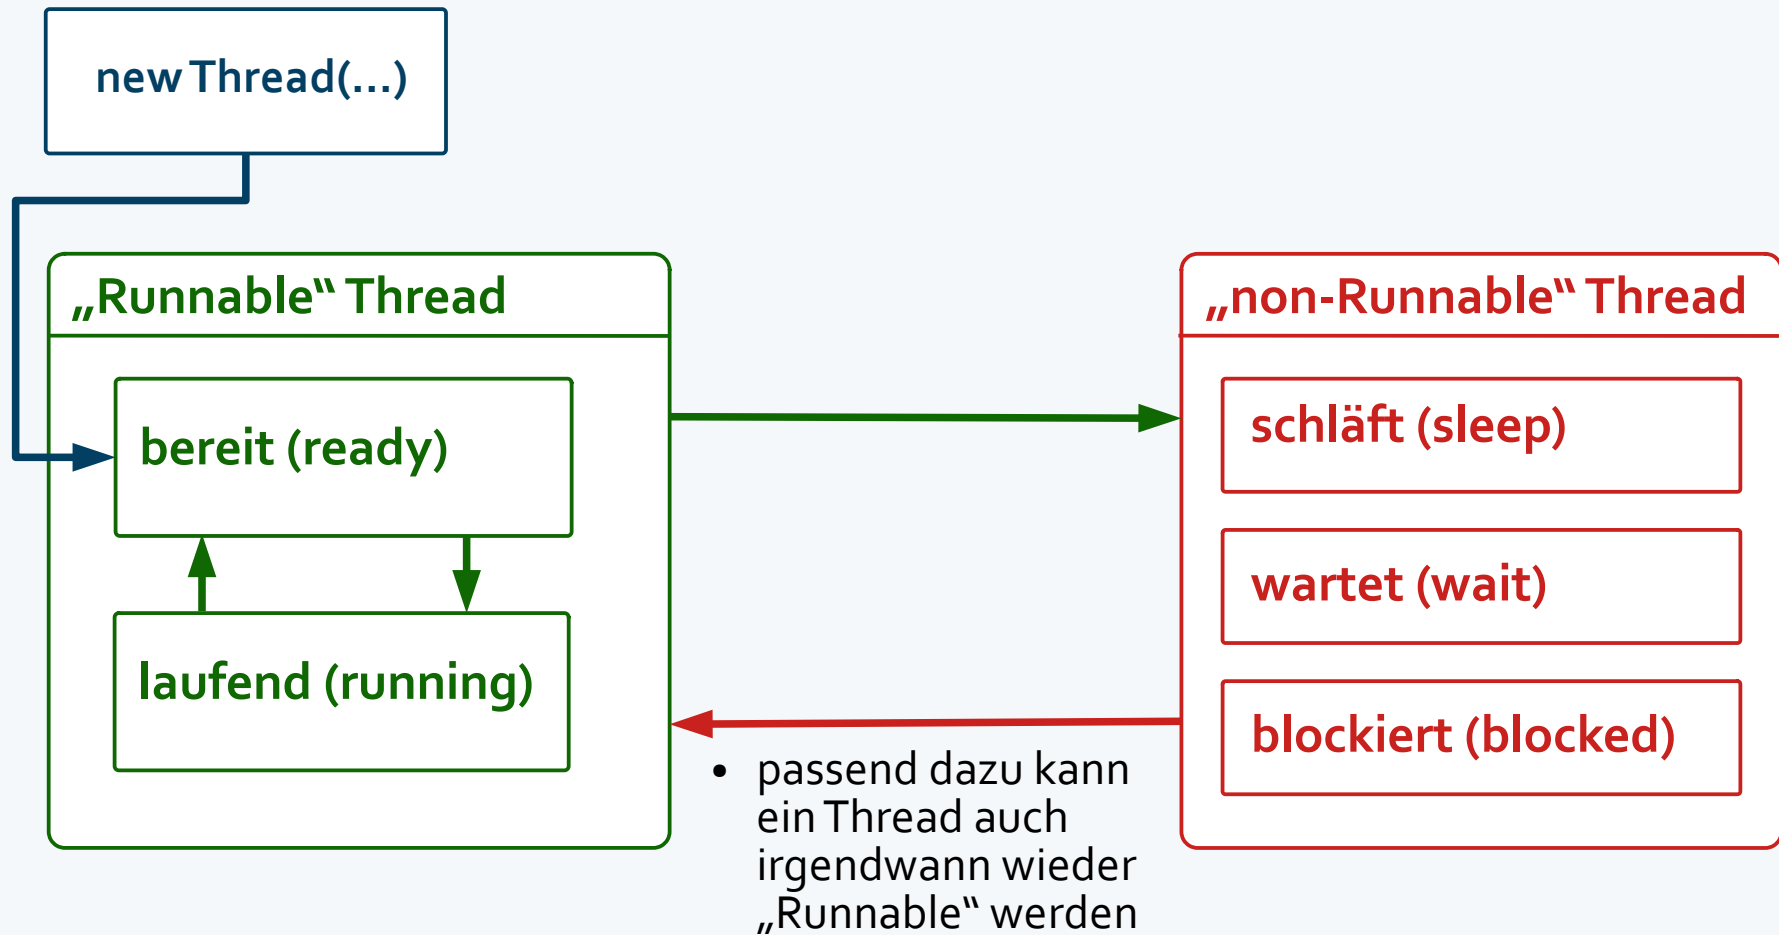 new Thread(...)
„Runnable“ Thread
bereit (ready)
laufend (running)
„non-Runnable“ Thread
schläft (sleep)
wartet (wait)
blockiert (blocked)
• passend dazu kann
ein Thread auch
irgendwann wieder
„Runnable“ werden